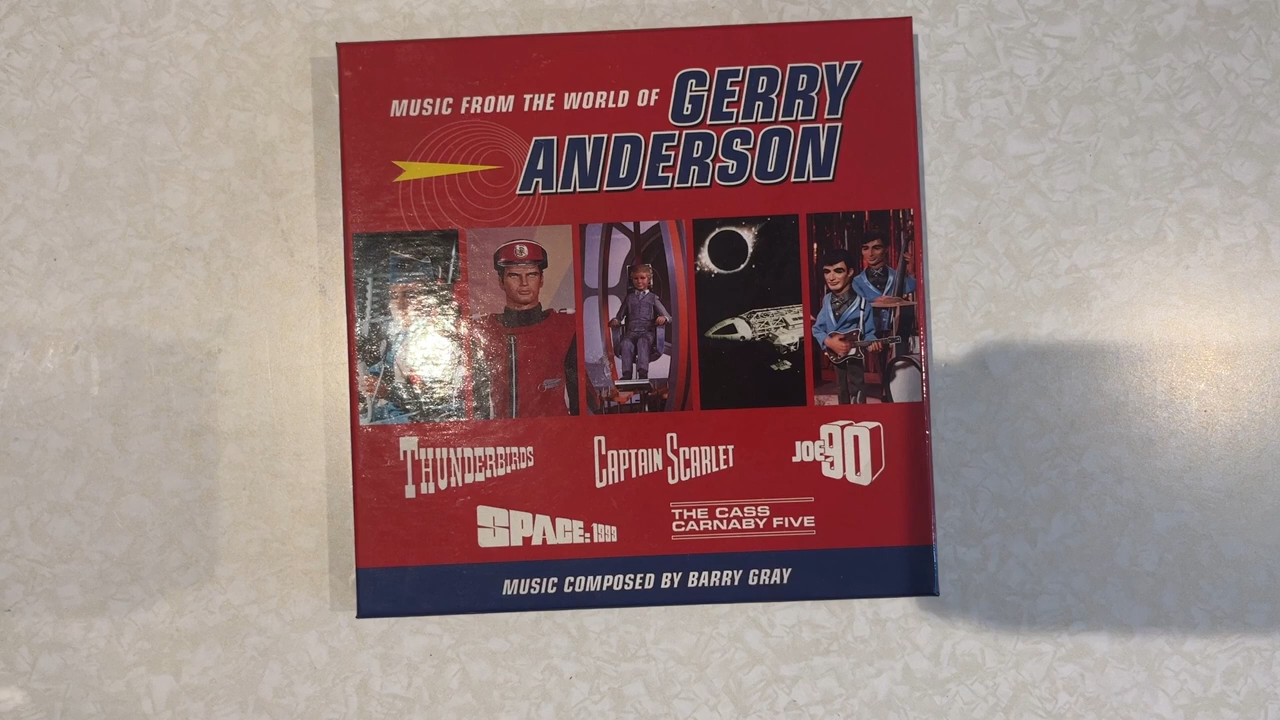 MUSIC FROM THE WORLD OF GERRY
ANDERSON
THUNDERBIRDS
CAPTAIN SCARLET
JOE 90
SPACE: 1999
THE CASS
CARNABY FIVE
MUSIC COMPOSED BY BARRY GRAY